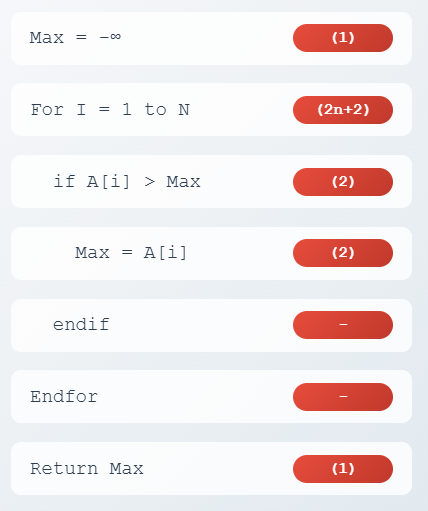 Max = -∞ (1)
For I = 1 to N (2n+2)
if A[i] > Max (2)
Max = A[i] (2)
endif -
Endfor -
Return Max (1)